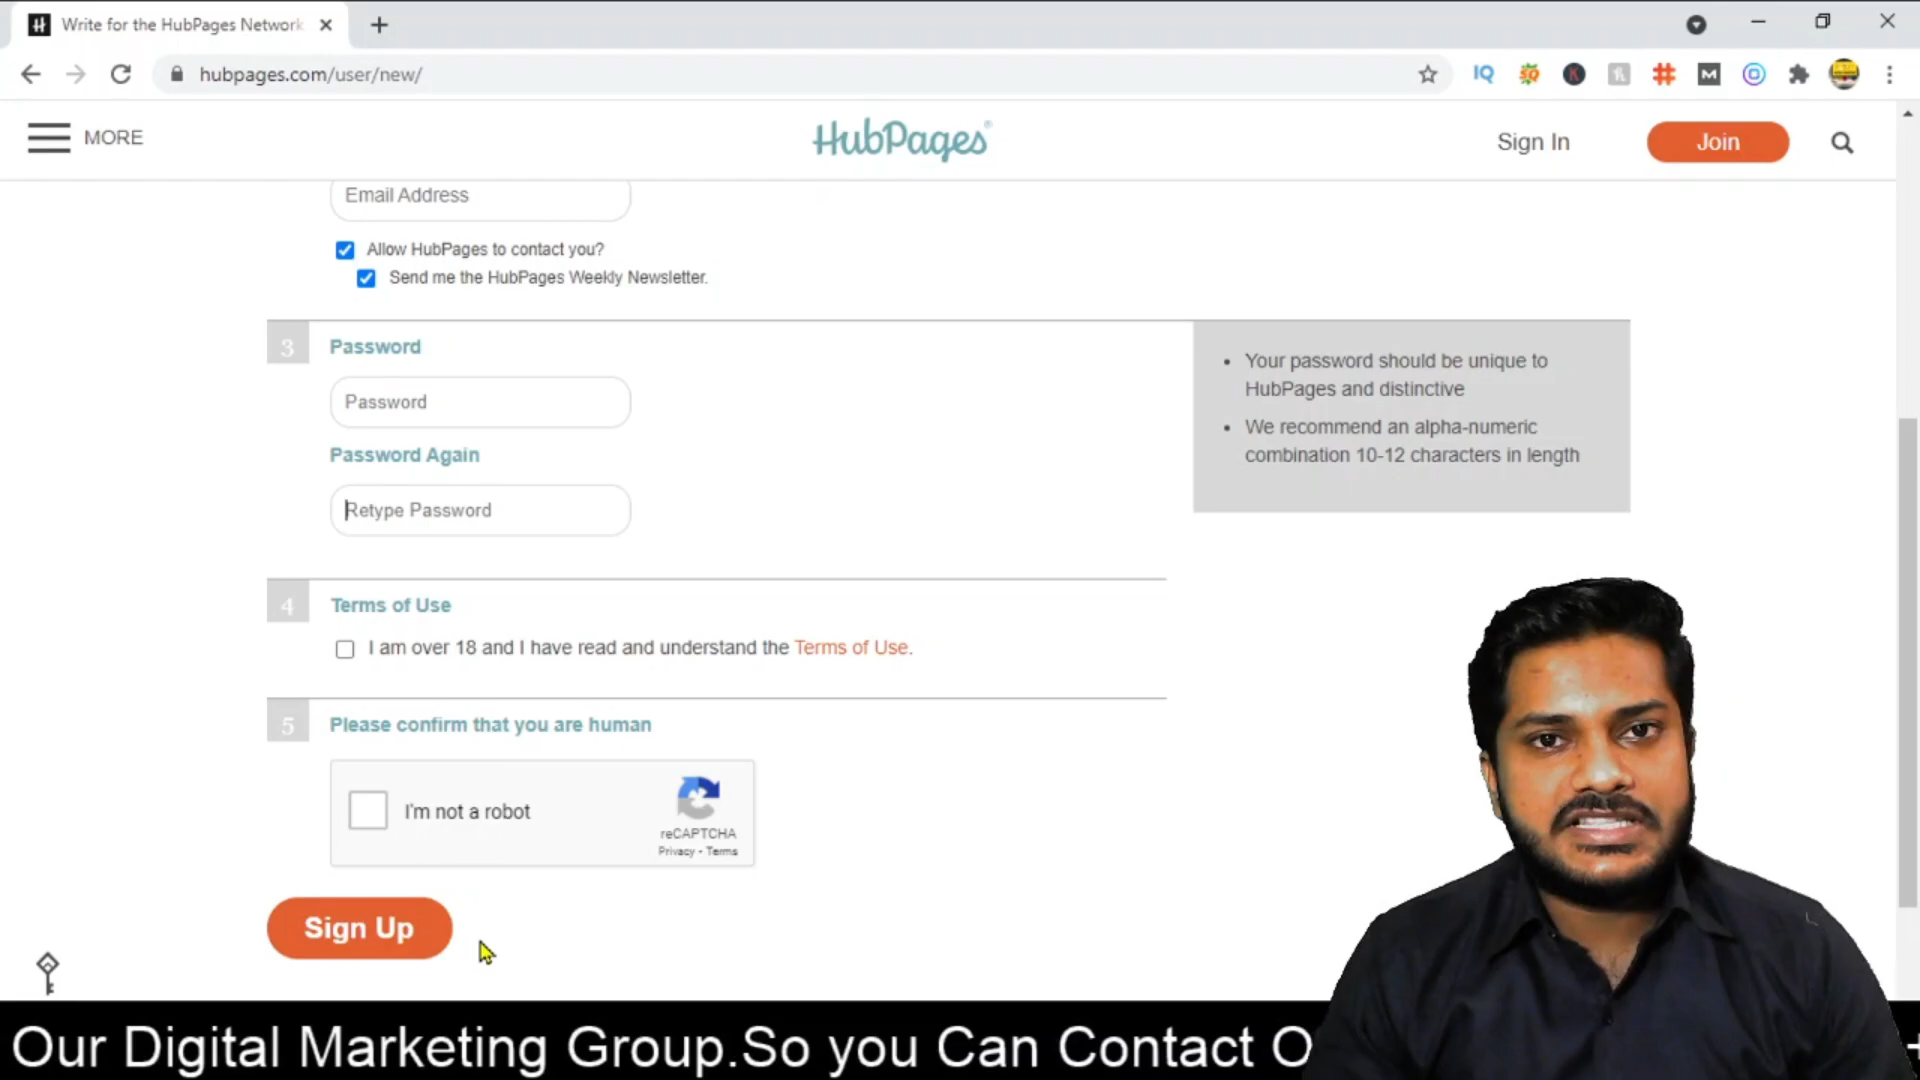 Write for the HubPages Network
hubpages.com/user/new/
MORE
HubPages
Sign In
Join
Email Address
Allow HubPages to contact you?
Send me the HubPages Weekly Newsletter.
3
Password
Password
Password Again
Retype Password
• Your password should be unique to
HubPages and distinctive
• We recommend an alpha-numeric
combination 10-12 characters in length
4
Terms of Use
I am over 18 and I have read and understand the Terms of Use.
5
Please confirm that you are human
I'm not a robot
reCAPTCHA
Privacy - Terms
Sign Up
Our Digital Marketing Group.So you Can Contact O